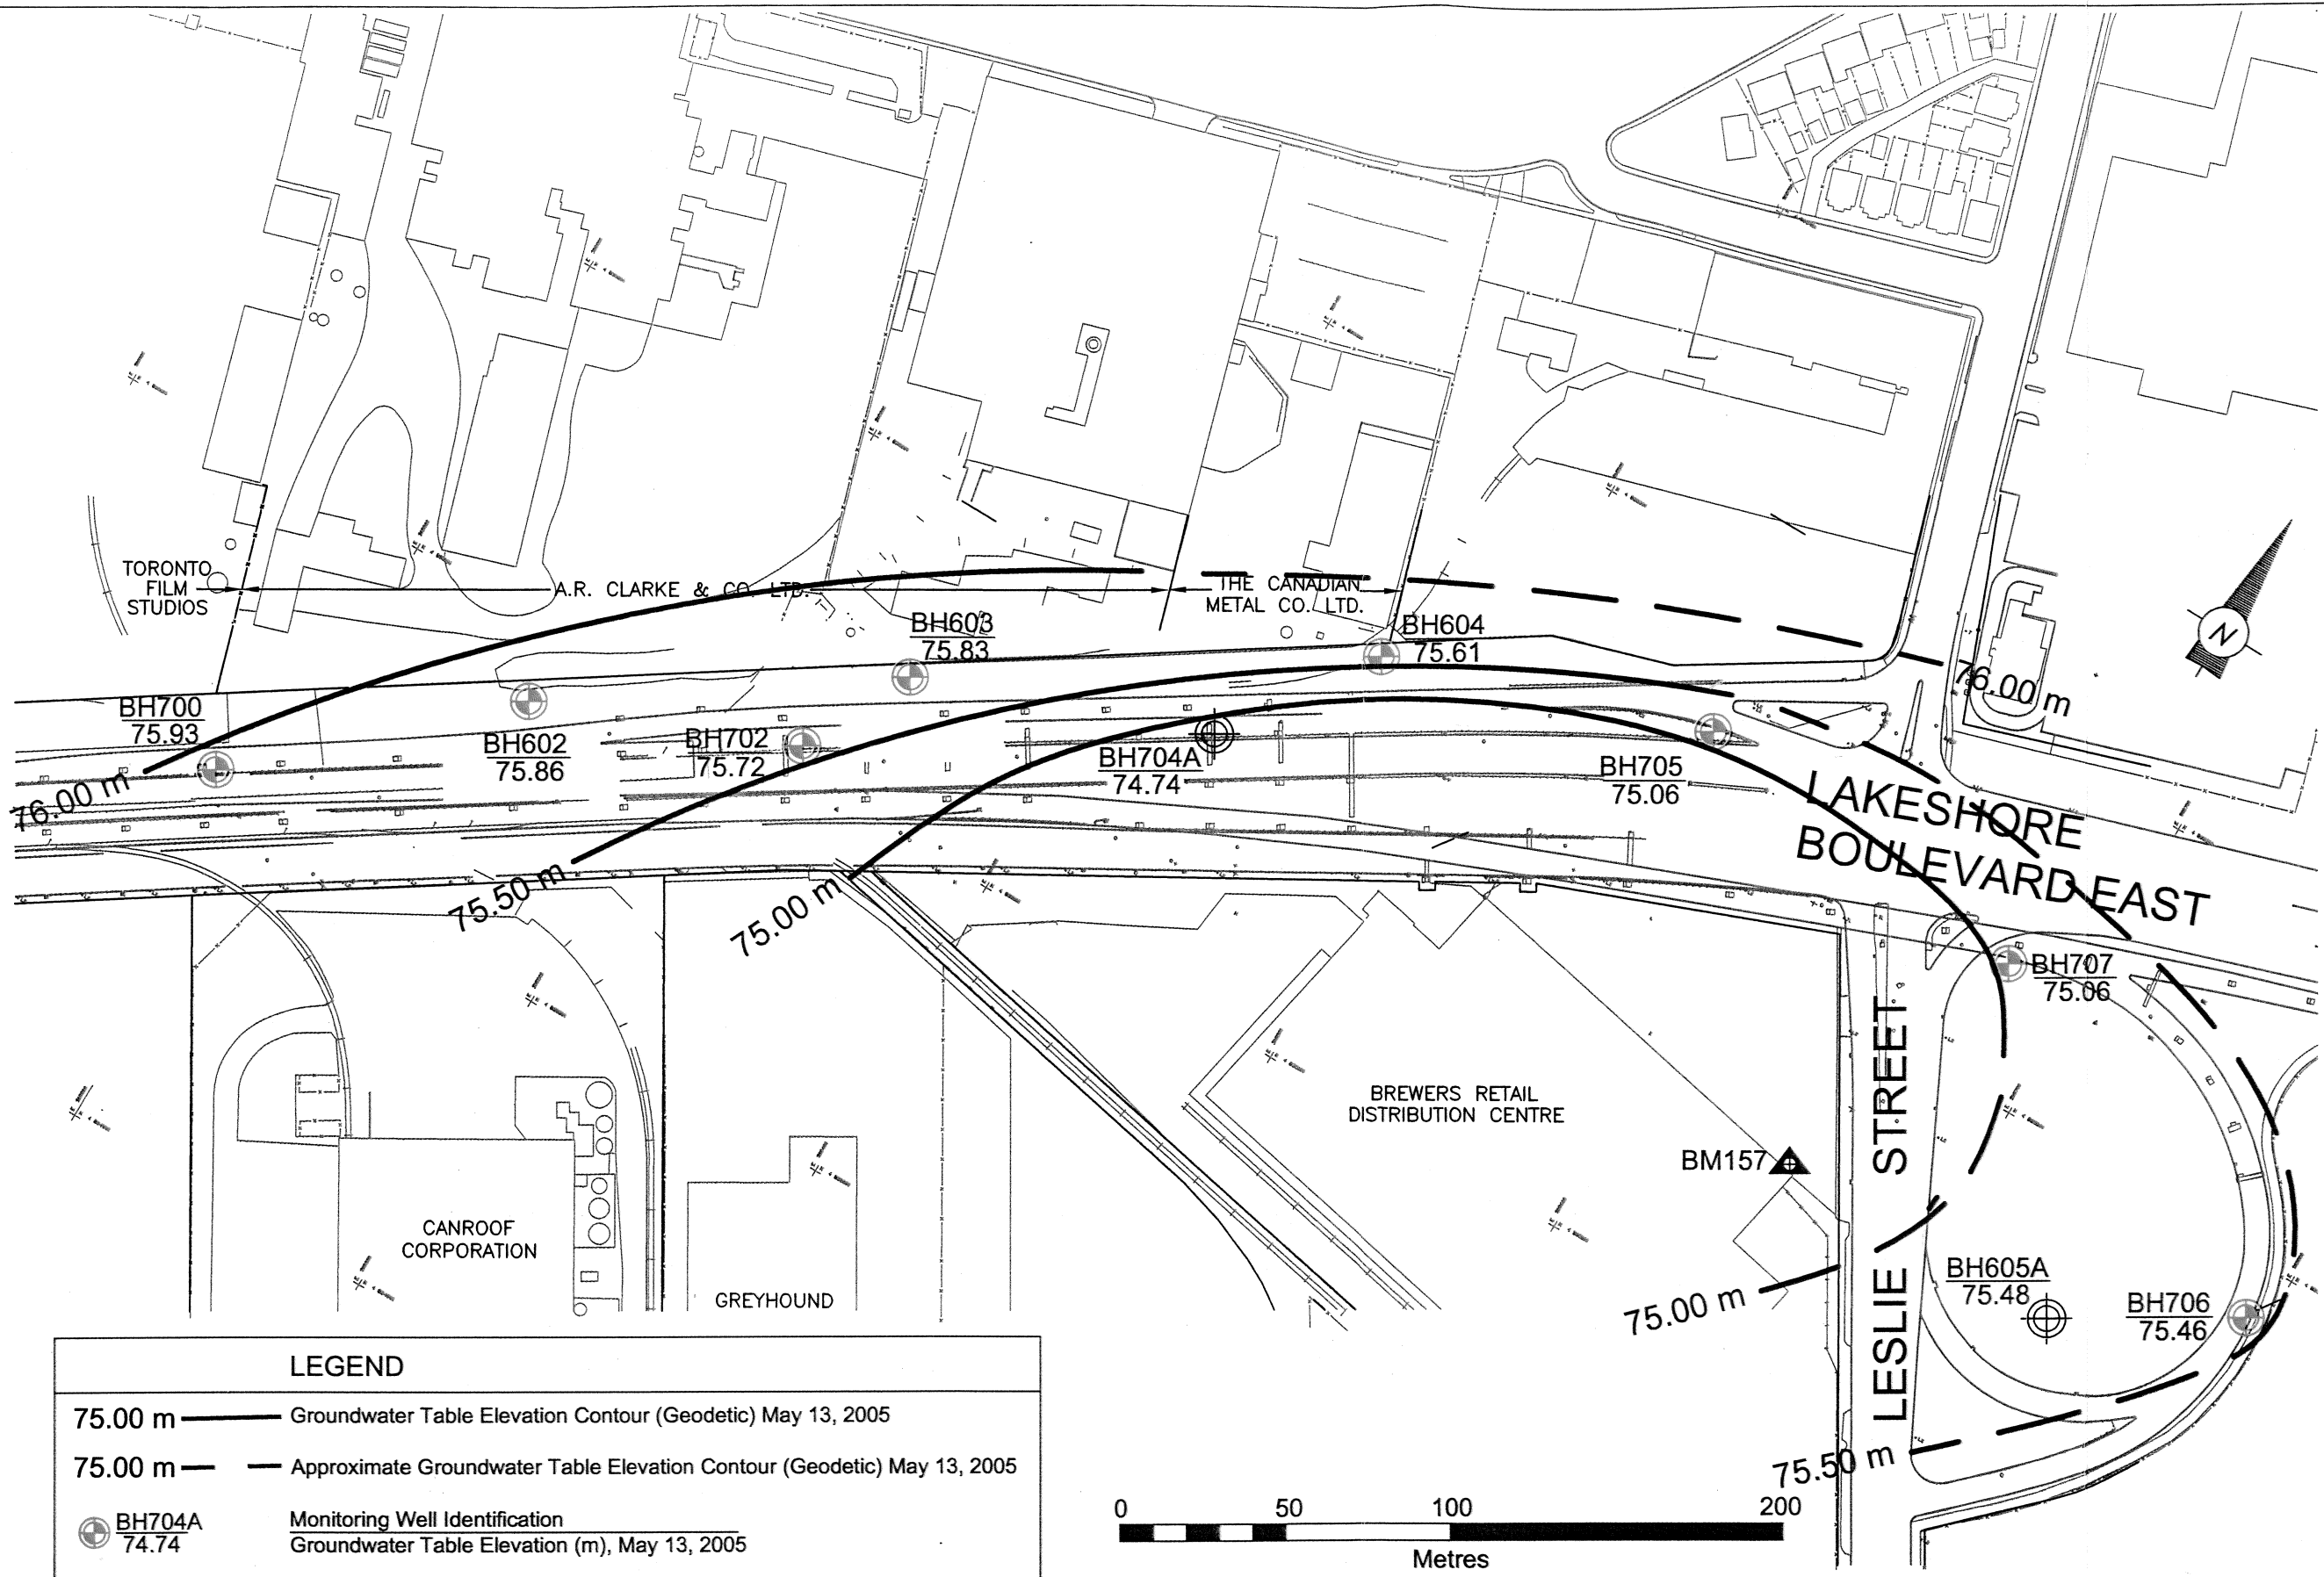 TORONTO
FILM
STUDIOS
A.R. CLARKE & CO. LTD.
THE CANADIAN
METAL CO. LTD.
BH603
75.83
BH604
75.61
76.00 m
BH700
75.93
BH602
75.86
BH702
75.72
BH704A
74.74
BH705
75.06
76.00 m
LAKESHORE
BOULEVARD EAST
75.50 m
75.00 m
BH707
75.06
LESLIE STREET
BREWERS RETAIL
DISTRIBUTION CENTRE
BM157
CANROOF
CORPORATION
GREYHOUND
75.00 m
BH605A
75.48
BH706
75.46
75.50 m
N
LEGEND
75.00 m Groundwater Table Elevation Contour (Geodetic) May 13, 2005
75.00 m Approximate Groundwater Table Elevation Contour (Geodetic) May 13, 2005
BH704A Monitoring Well Identification
74.74 Groundwater Table Elevation (m), May 13, 2005
0 50 100 200
Metres